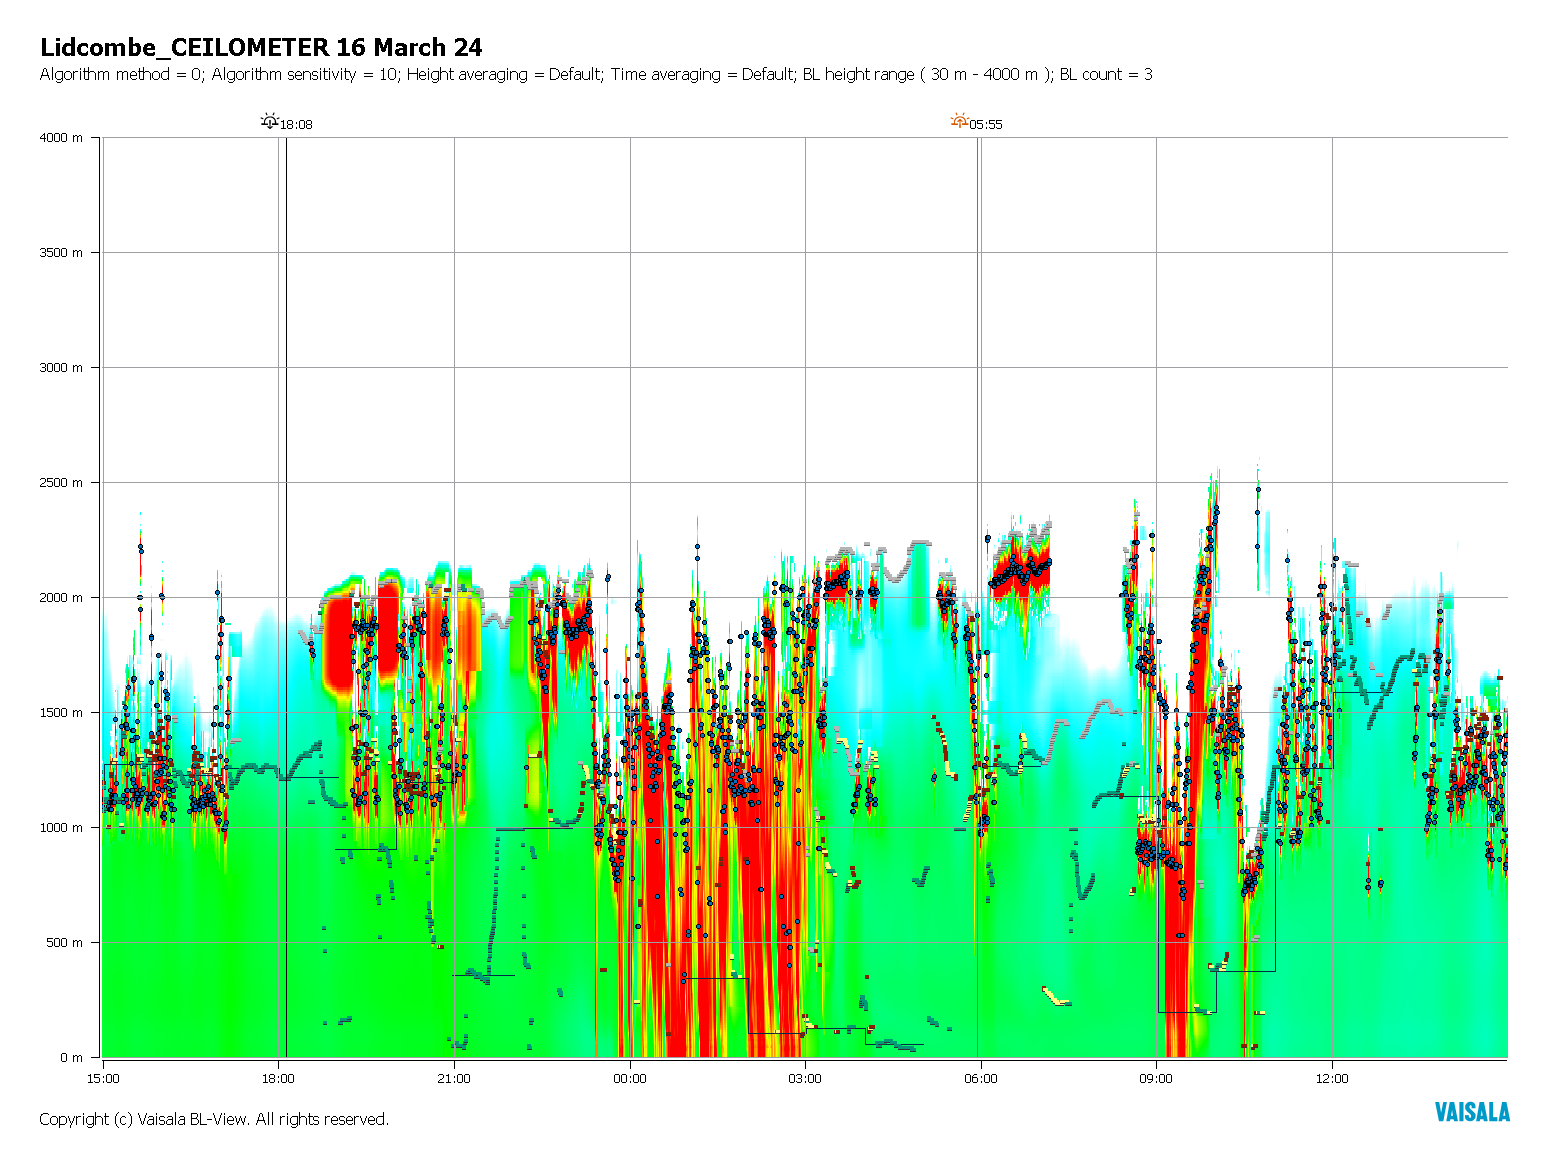 Lidcombe_CEILOMETER 16 March 24
Algorithm method = 0; Algorithm sensitivity = 10; Height averaging = Default; Time averaging = Default; BL height range ( 30 m - 4000 m ); BL count = 3
18:08
05:55
4000 m
3500 m
3000 m
2500 m
2000 m
1500 m
1000 m
500 m
0 m
15:00 18:00 21:00 00:00 03:00 06:00 09:00 12:00
Copyright (c) Vaisala BL-View. All rights reserved.
VAISALA